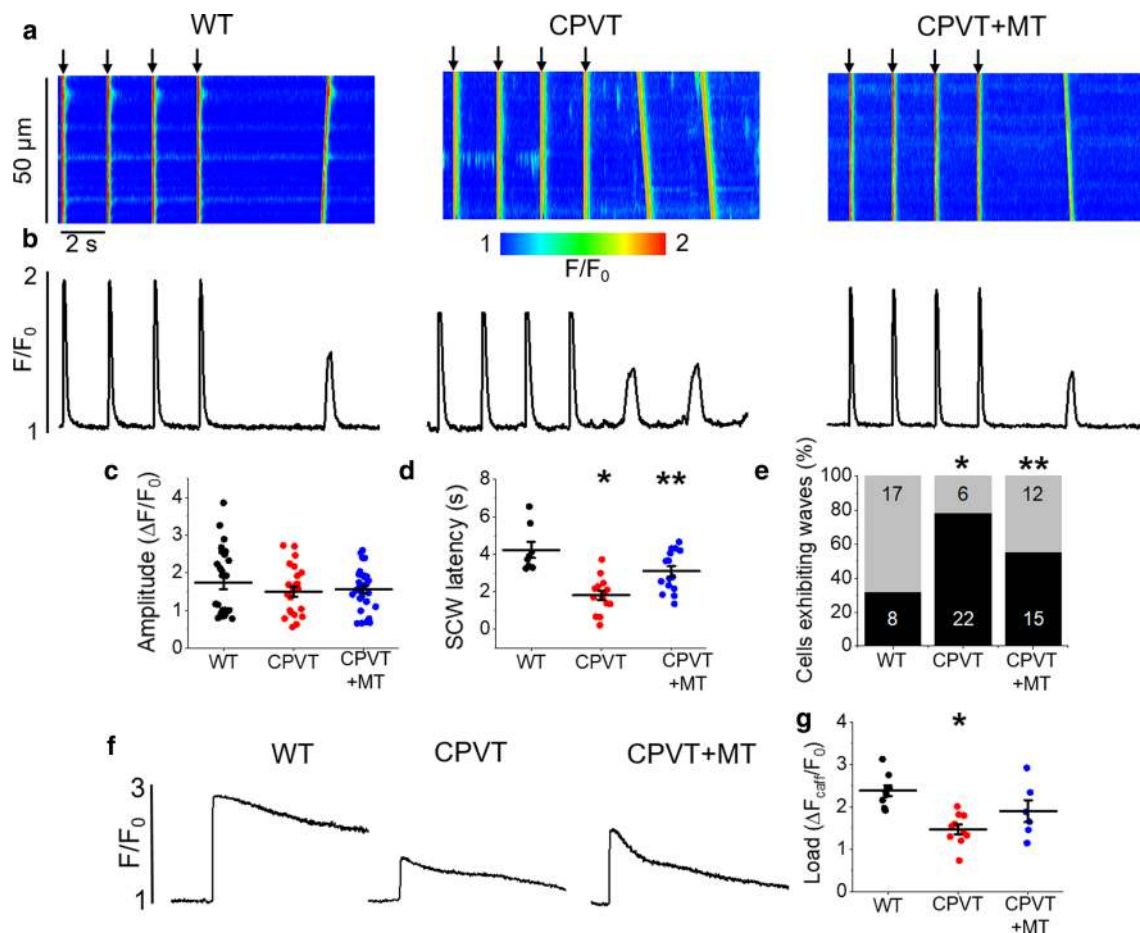 a
WT
CPVT
CPVT+MT
50 µm
2 s
1
2
F/F₀
b
2
F/F₀
1
c
Amplitude (ΔF/F₀)
4
3
2
1
0
WT
CPVT
CPVT
+MT
d
SCW latency (s)
8
6
4
2
0
*
**
WT
CPVT
CPVT
+MT
e
Cells exhibiting waves (%)
100
80
60
40
20
0
*
**
17
6
12
8
22
15
WT
CPVT
CPVT
+MT
f
WT
CPVT
CPVT+MT
3
F/F₀
1
g
Load (ΔF_caff/F₀)
4
3
2
1
0
*
WT
CPVT
CPVT
+MT